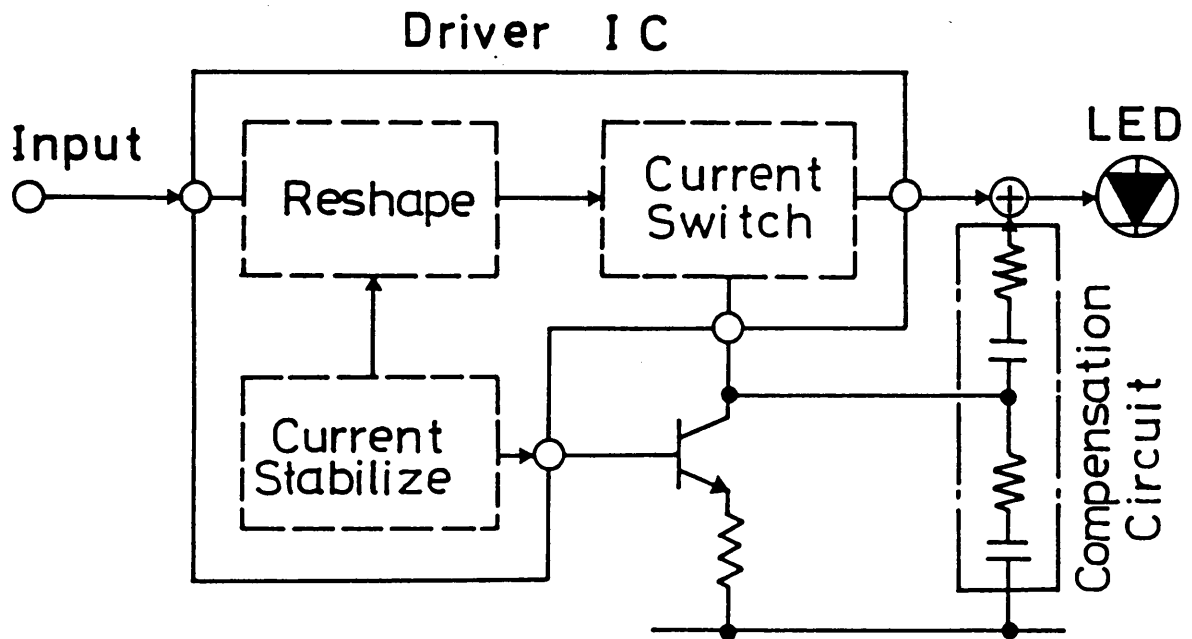 Driver IC
Input
LED
Reshape
Current
Switch
Current
Stabilize
Compensation
Circuit